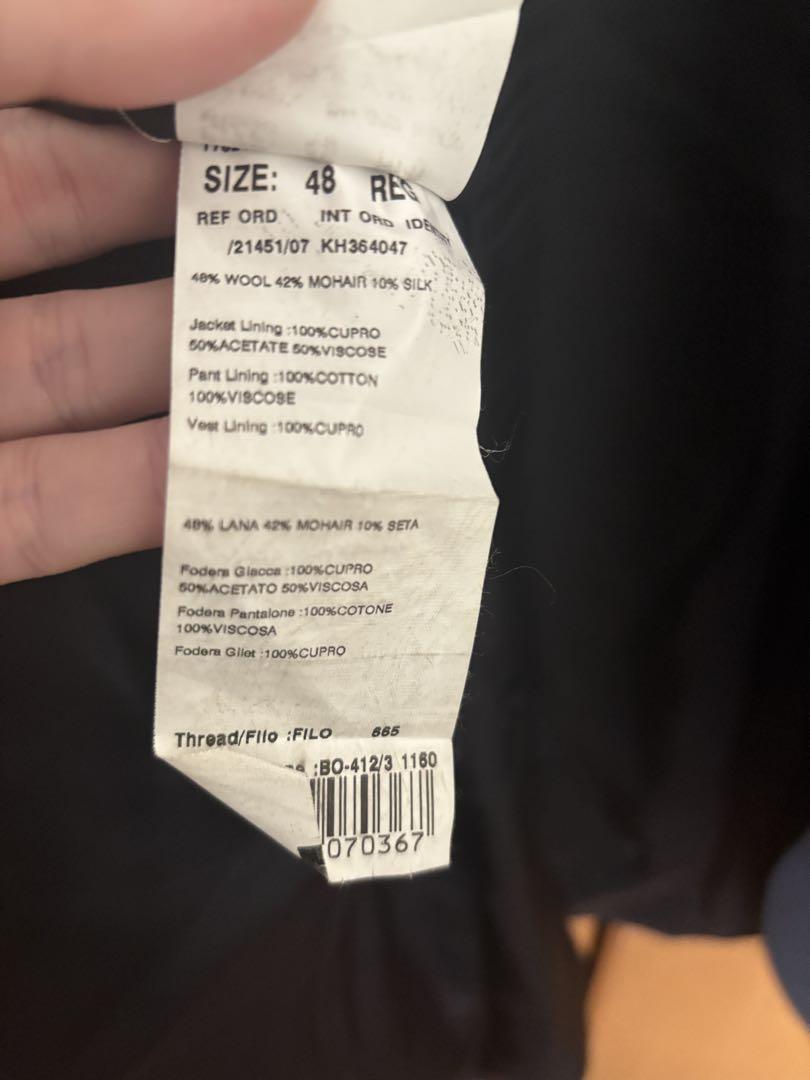 SIZE: 48 REG
REF ORD INT ORD IDENT
/21451/07 KH364047
48% WOOL 42% MOHAIR 10% SILK
Jacket Lining :100%CUPRO
50%ACETATE 50%VISCOSE
Pant Lining :100%COTTON
100%VISCOSE
Vest Lining :100%CUPRO
48% LANA 42% MOHAIR 10% SETA
Fodera Giacca :100%CUPRO
50%ACETATO 50%VISCOSA
Fodera Pantalone :100%COTONE
100%VISCOSA
Fodera Gilet :100%CUPRO
Thread/Filo :FILO 665
:BO-412/3 1160
070367